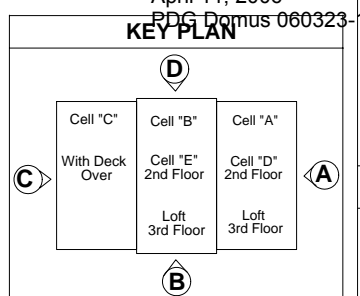 PDG Domus 060323-1
KEY PLAN
D
Cell "C"
With Deck
Over
Cell "B"
Cell "E"
2nd Floor
Loft
3rd Floor
Cell "A"
Cell "D"
2nd Floor
Loft
3rd Floor
C
A
B